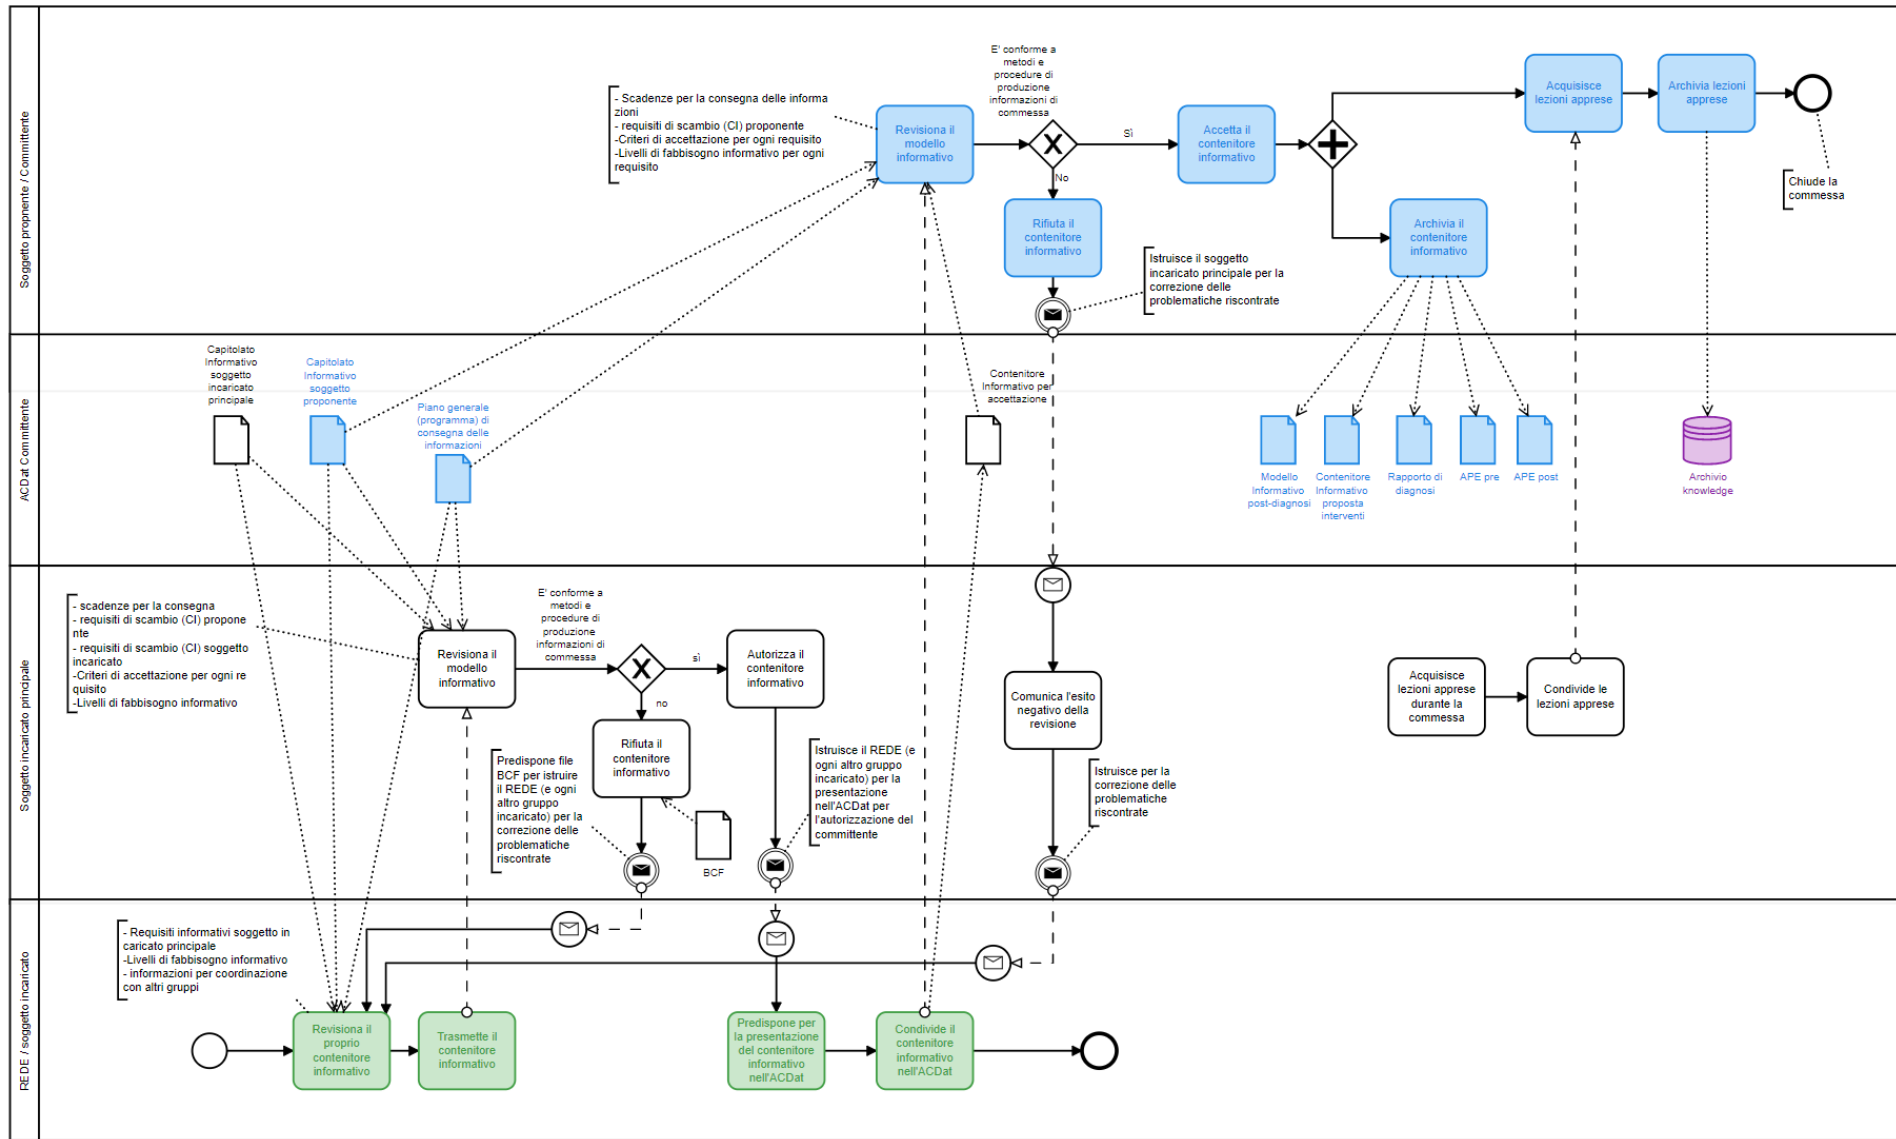 Soggetto propnente / Committente
E' conforme a
metodi e
procedure di
produzione
informazioni di
commessa
- Scadenze per la consegna delle informa
zioni
- requisiti di scambio (CI) proponente
-Criteri di accettazione per ogni requisito
-Livelli di fabbisogno informativo per ogni
requisito
Revisiona il
modello
informativo
Sì
No
Accetta il
contenitore
informativo
Rifiuta il
contenitore
informativo
Istruisce il soggetto
incaricato principale per la
correzione delle
problematiche riscontrate
Archivia il
contenitore
informativo
Acquisisce
lezioni apprese
Archivia lezioni
apprese
Chiude la
commessa
ACDat Committente
Capitolato
Informativo
soggetto
incaricato
principale
Capitolato
Informativo
soggetto
proponente
Piano generale
(programma) di
consegna delle
informazioni
Contenitore
Informativo per
accettazione
Modello
Informativo
post-diagnosi
Contenitore
Informativo
proposta
interventi
Rapporto di
diagnosi
APE pre
APE post
Archivio
knowledge
Soggetto incaricato principale
- scadenze per la consegna
- requisiti di scambio (CI) propone
nte
- requisiti di scambio (CI) soggetto
incaricato
-Criteri di accettazione per ogni re
quisito
-Livelli di fabbisogno informativo
Revisiona il
modello
informativo
E' conforme a
metodi e
procedure di
produzione
informazioni di
commessa
sì
no
Autorizza il
contenitore
informativo
Rifiuta il
contenitore
informativo
Predispone file
BCF per istruire
il REDE (e ogni
altro gruppo
incaricato) per la
correzione delle
problematiche
riscontrate
BCF
Istruisce il REDE (e
ogni altro gruppo
incaricato) per la
presentazione
nell'ACDat per
l'autorizzazione del
committente
Comunica l'esito
negativo della
revisione
Istruisce per la
correzione delle
problematiche
riscontrate
Acquisisce
lezioni apprese
durante la
commessa
Condivide le
lezioni apprese
REDE / soggetto incaricato
- Requisiti informativi soggetto in
caricato principale
-Livelli di fabbisogno informativo
- informazioni per coordinazione
con altri gruppi
Revisiona il
proprio
contenitore
informativo
Trasmette il
contenitore
informativo
Predispone per
la presentazione
del contenitore
informativo
nell'ACDat
Condivide il
contenitore
informativo
nell'ACDat